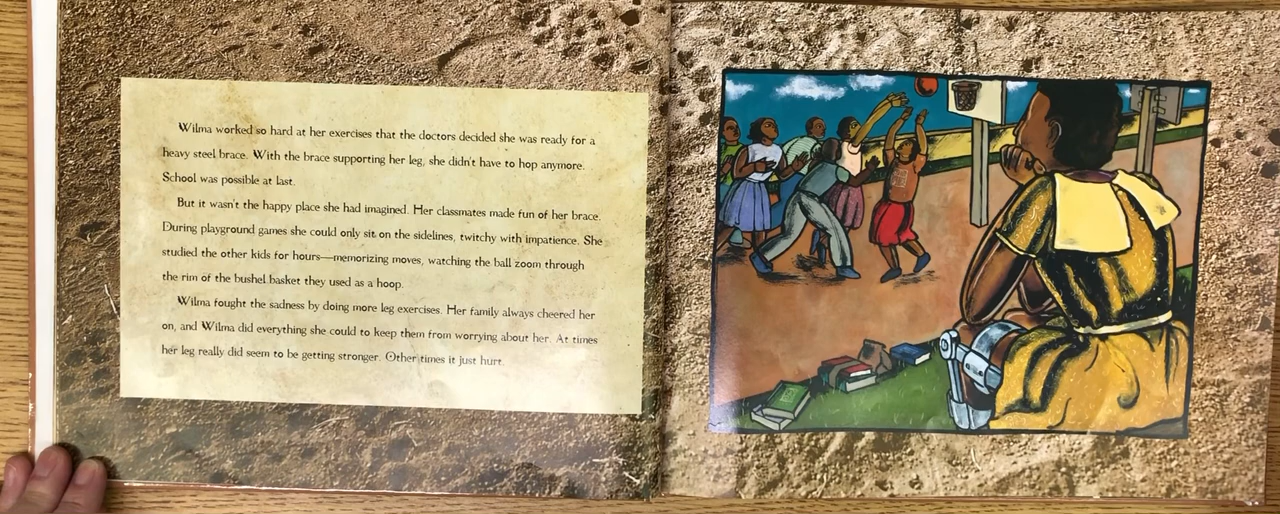 Wilma worked so hard at her exercises that the doctors decided she was ready for a
heavy steel brace. With the brace supporting her leg, she didn't have to hop anymore.
School was possible at last.
But it wasn't the happy place she had imagined. Her classmates made fun of her brace.
During playground games she could only sit on the sidelines, twitchy with impatience. She
studied the other kids for hours—memorizing moves, watching the ball zoom through
the rim of the bushel basket they used as a hoop.
Wilma fought the sadness by doing more leg exercises. Her family always cheered her
on, and Wilma did everything she could to keep them from worrying about her. At times
her leg really did seem to be getting stronger. Other times it just hurt.